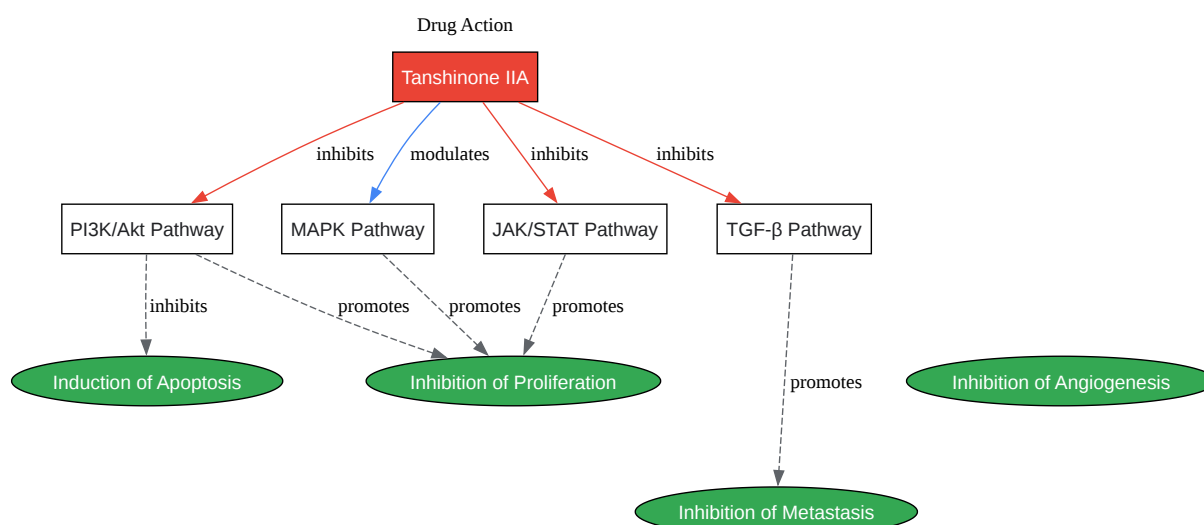 Drug Action
Tanshinone IIA
inhibits
modulates
inhibits
inhibits
PI3K/Akt Pathway
MAPK Pathway
JAK/STAT Pathway
TGF-β Pathway
inhibits
promotes
promotes
promotes
Induction of Apoptosis
Inhibition of Proliferation
promotes
Inhibition of Angiogenesis
Inhibition of Metastasis